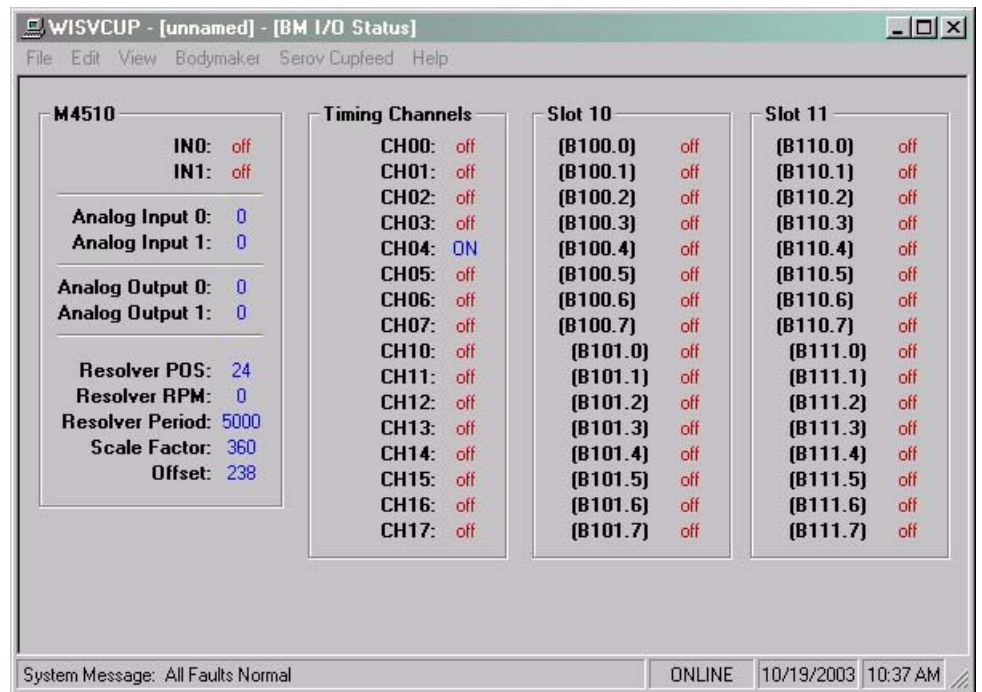 WISVCUP - [unnamed] - [BM I/O Status]
File Edit View Bodymaker Serov Cupfeed Help
M4510
IN0: off
IN1: off
Analog Input 0: 0
Analog Input 1: 0
Analog Output 0: 0
Analog Output 1: 0
Resolver POS: 24
Resolver RPM: 0
Resolver Period: 5000
Scale Factor: 360
Offset: 238
Timing Channels
CH00: off
CH01: off
CH02: off
CH03: off
CH04: ON
CH05: off
CH06: off
CH07: off
CH10: off
CH11: off
CH12: off
CH13: off
CH14: off
CH15: off
CH16: off
CH17: off
Slot 10
(B100.0) off
(B100.1) off
(B100.2) off
(B100.3) off
(B100.4) off
(B100.5) off
(B100.6) off
(B100.7) off
(B101.0) off
(B101.1) off
(B101.2) off
(B101.3) off
(B101.4) off
(B101.5) off
(B101.6) off
(B101.7) off
Slot 11
(B110.0) off
(B110.1) off
(B110.2) off
(B110.3) off
(B110.4) off
(B110.5) off
(B110.6) off
(B110.7) off
(B111.0) off
(B111.1) off
(B111.2) off
(B111.3) off
(B111.4) off
(B111.5) off
(B111.6) off
(B111.7) off
System Message: All Faults Normal
ONLINE
10/19/2003
10:37 AM